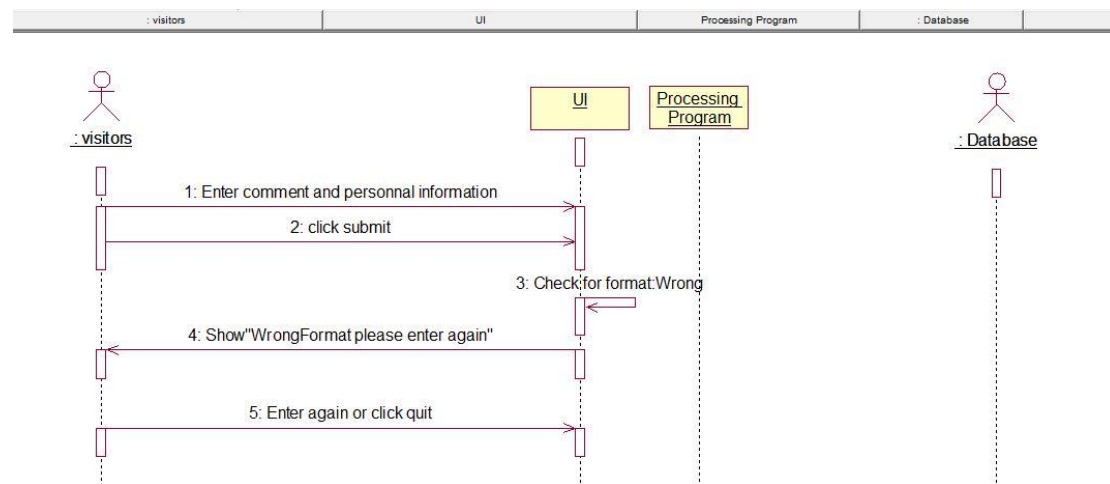 : visitors
UI
Processing Program
: Database
UI
Processing
Program
: visitors
: Database
1: Enter comment and personnal information
2: click submit
3: Check for format:Wrong
4: Show"WrongFormat please enter again"
5: Enter again or click quit